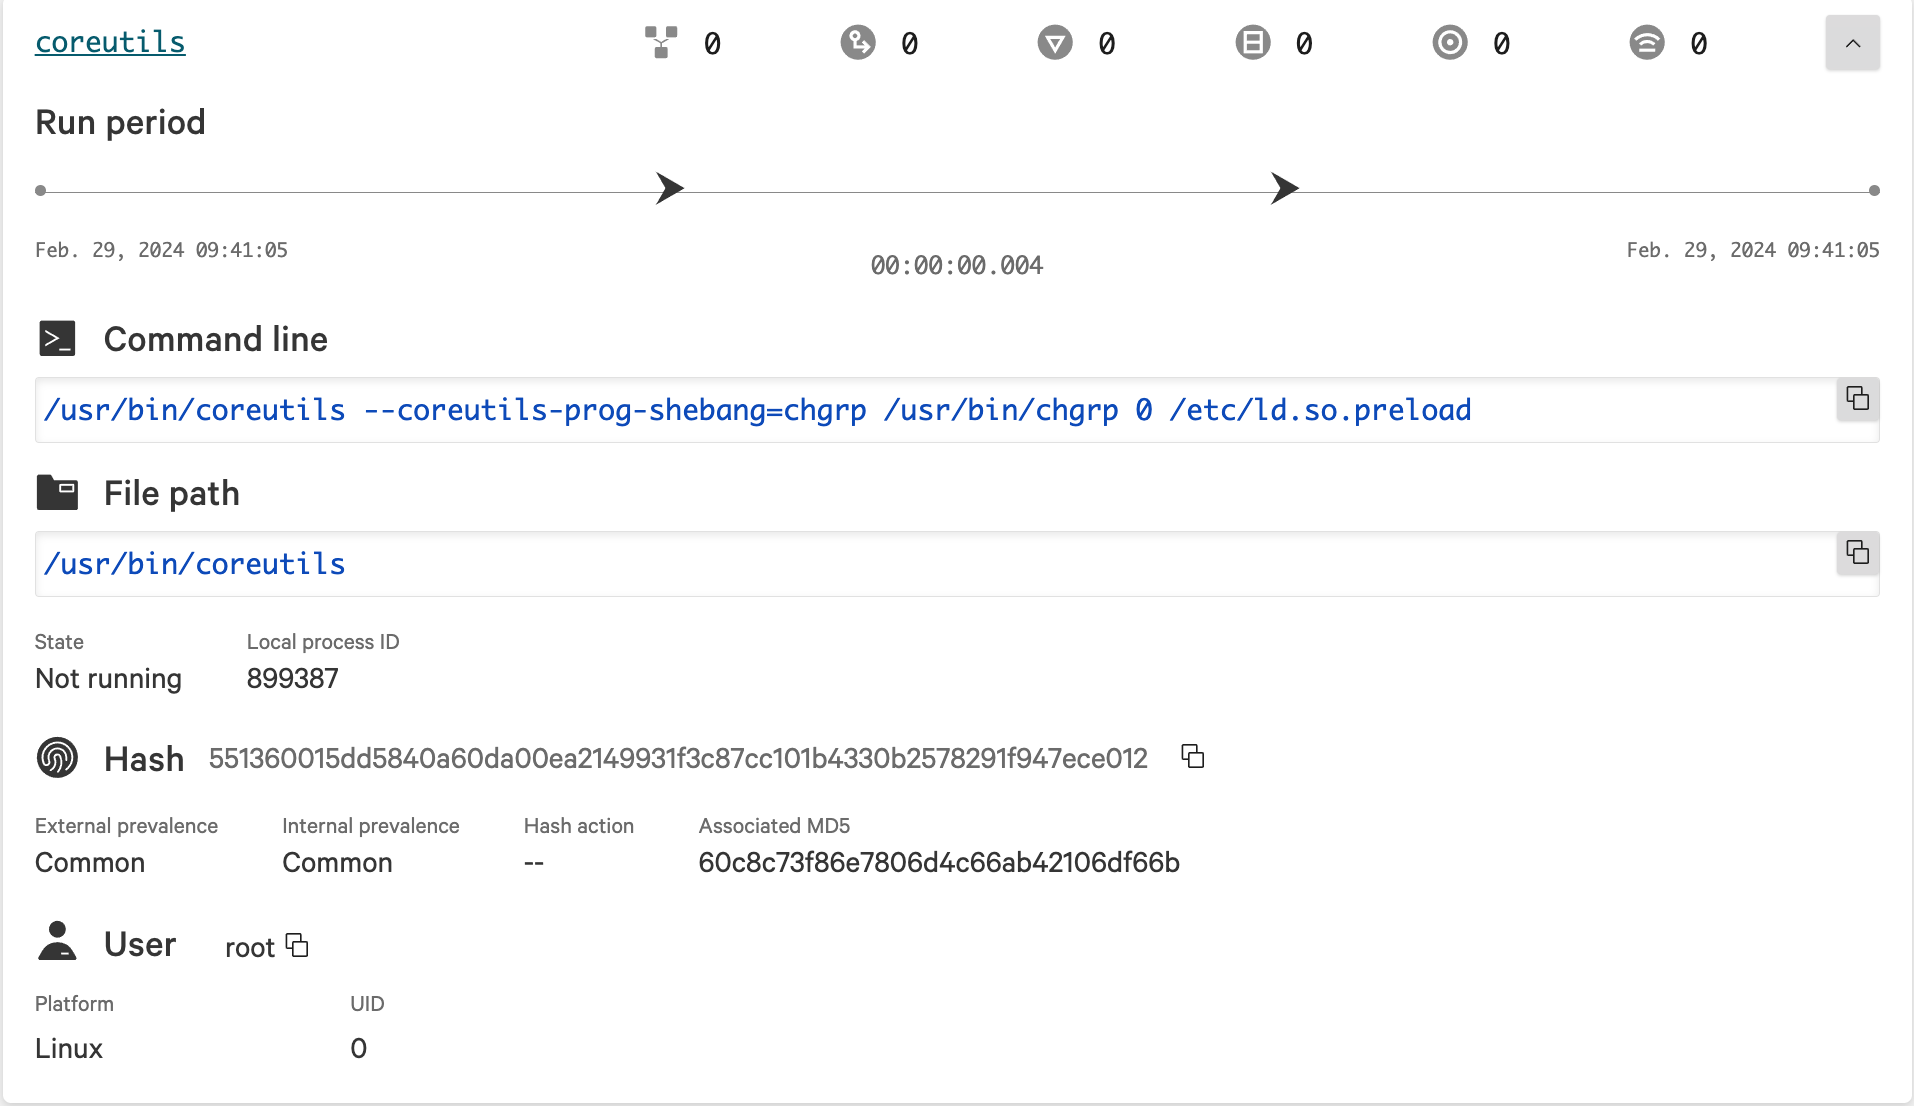 coreutils 0 0 0 0 0 0
Run period
Feb. 29, 2024 09:41:05 00:00:00.004 Feb. 29, 2024 09:41:05
Command line
/usr/bin/coreutils --coreutils-prog-shebang=chgrp /usr/bin/chgrp 0 /etc/ld.so.preload
File path
/usr/bin/coreutils
State Local process ID
Not running 899387
Hash 551360015dd5840a60da00ea2149931f3c87cc101b4330b2578291f947ece012
External prevalence Internal prevalence Hash action Associated MD5
Common Common -- 60c8c73f86e7806d4c66ab42106df66b
User root
Platform UID
Linux 0